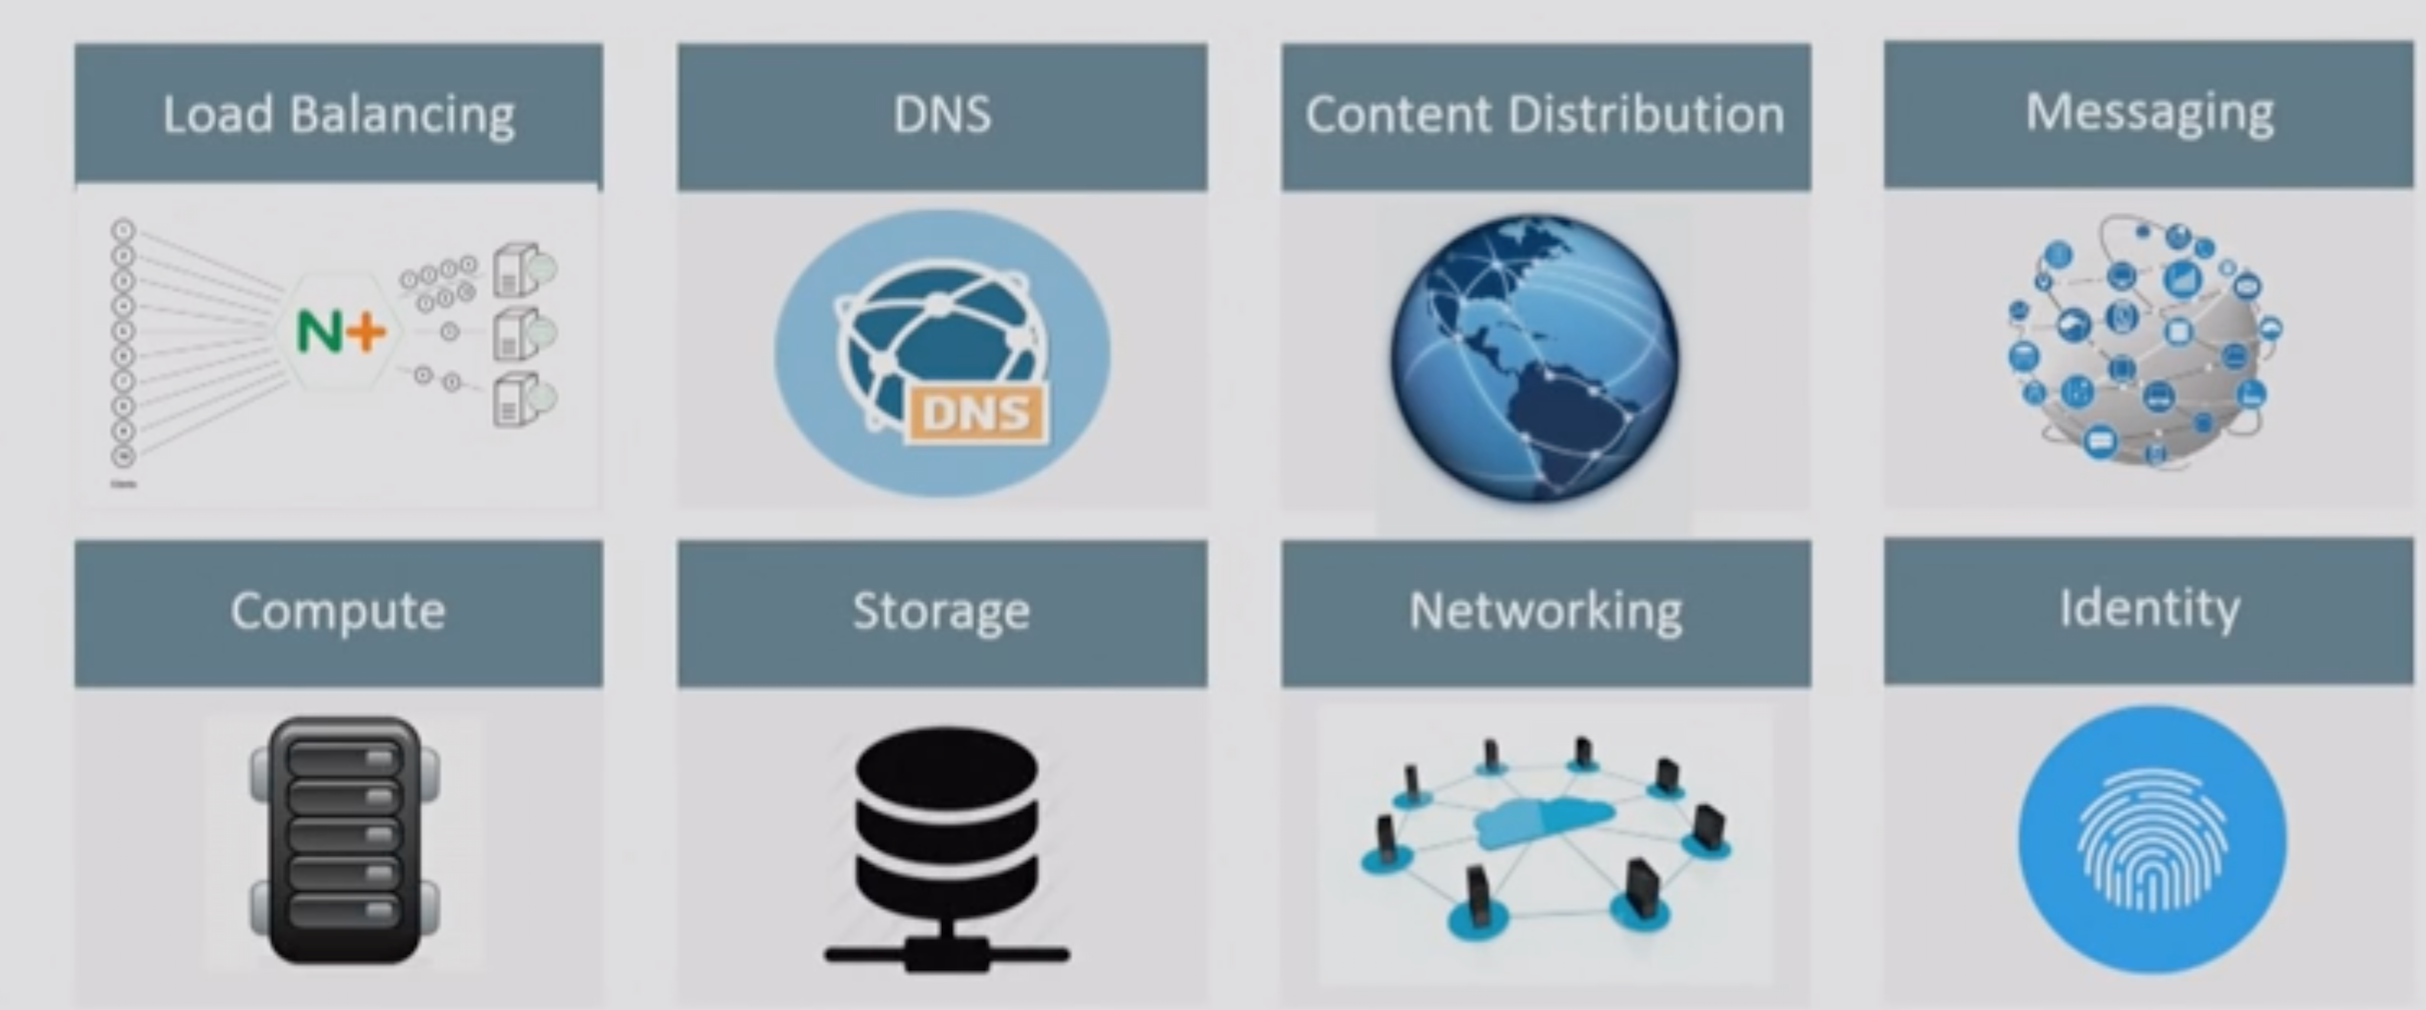 Load Balancing
DNS
Content Distribution
Messaging
N+
DNS
Compute
Storage
Networking
Identity